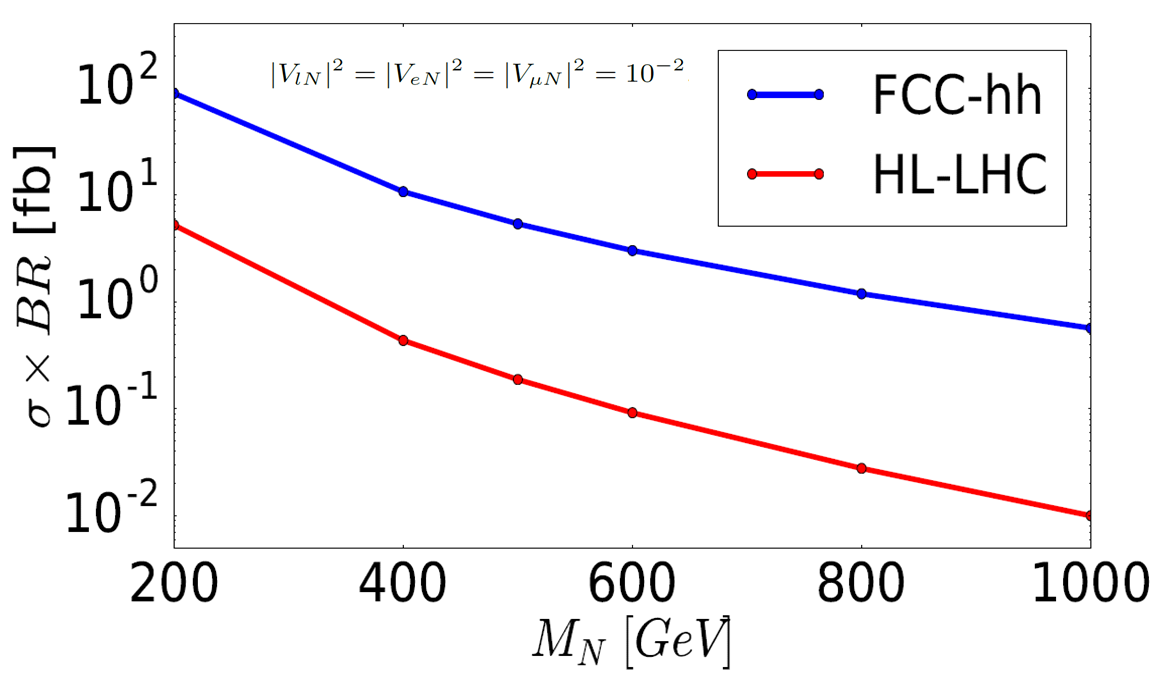 |V_{lN}|^2 = |V_{eN}|^2 = |V_{μN}|^2 = 10^{-2}
FCC-hh
HL-LHC
σ × BR [fb]
10^2
10^1
10^0
10^{-1}
10^{-2}
200 400 600 800 1000
M_N [GeV]